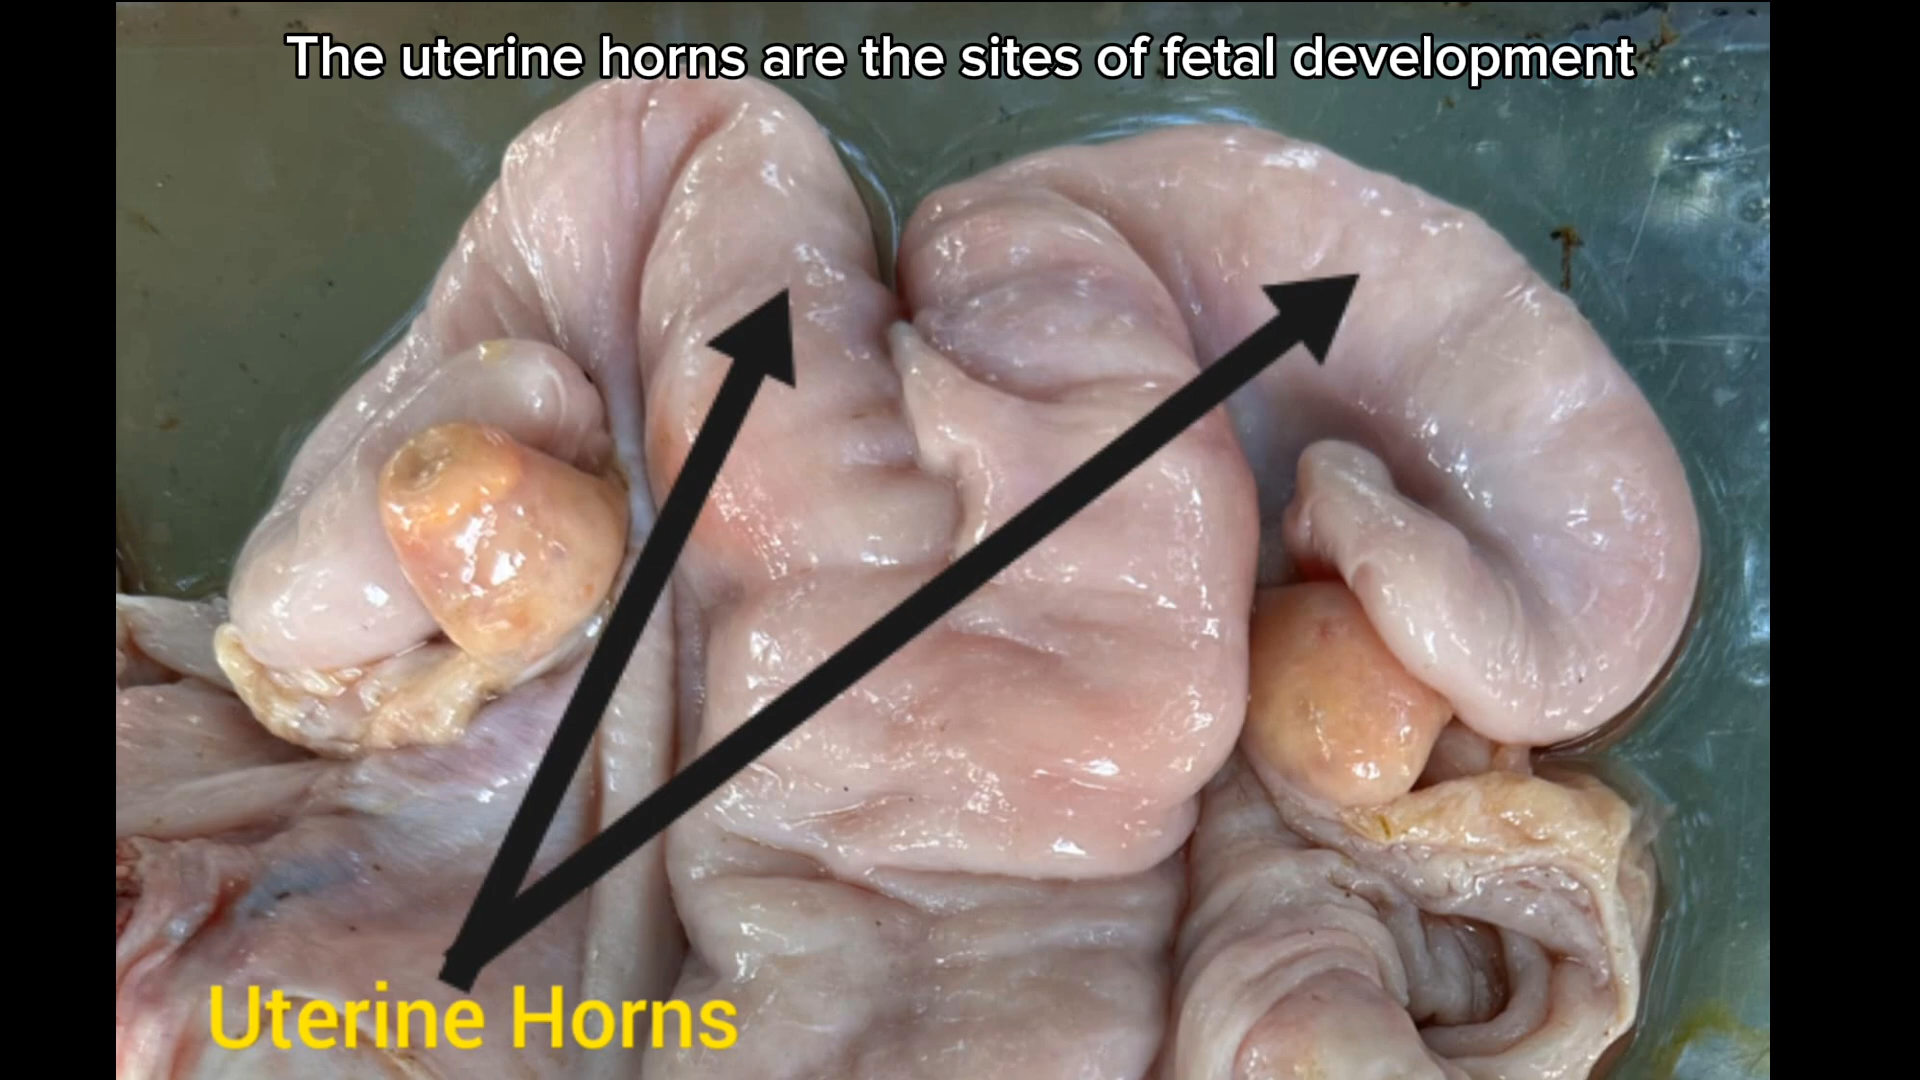 The uterine horns are the sites of fetal development
Uterine Horns